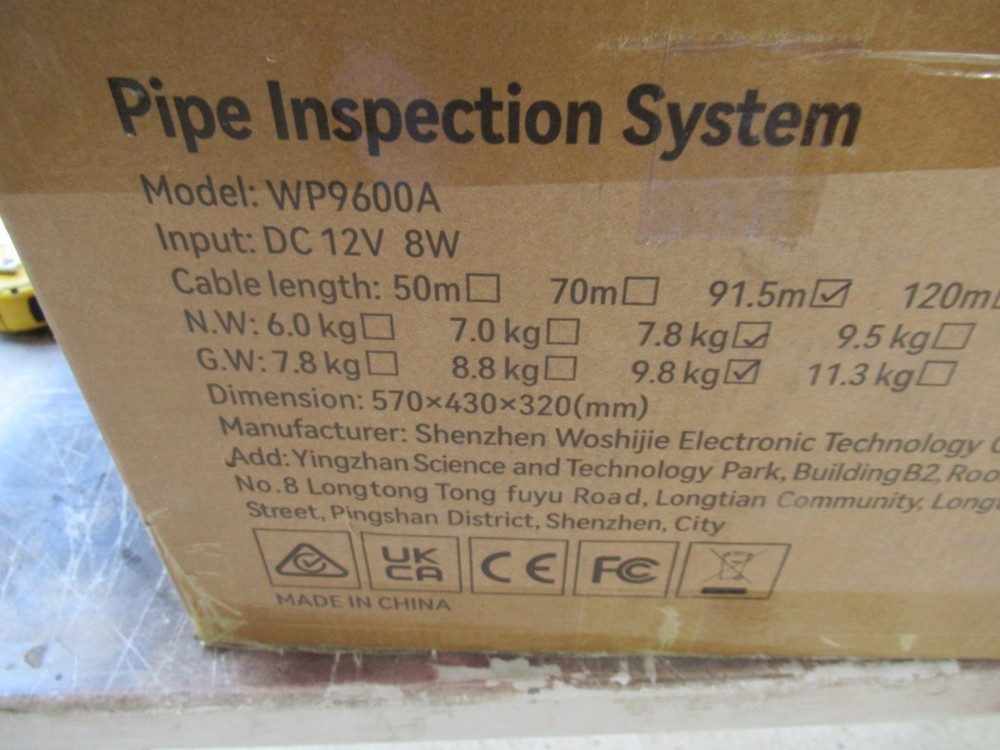 Pipe Inspection System
Model: WP9600A
Input: DC 12V 8W
Cable length: 50m☐ 70m☐ 91.5m☑ 120m
N.W: 6.0 kg☐ 7.0 kg☐ 7.8 kg☑ 9.5 kg☐
G.W: 7.8 kg☐ 8.8 kg☐ 9.8 kg☑ 11.3 kg☐
Dimension: 570×430×320(mm)
Manufacturer: Shenzhen Woshijie Electronic Technology
Add: Yingzhan Science and Technology Park, Building B2,
No.8 Longtong Tong fuyu Road, Longtian Community,
Street, Pingshan District, Shenzhen, City
UK CA CE FC
MADE IN CHINA